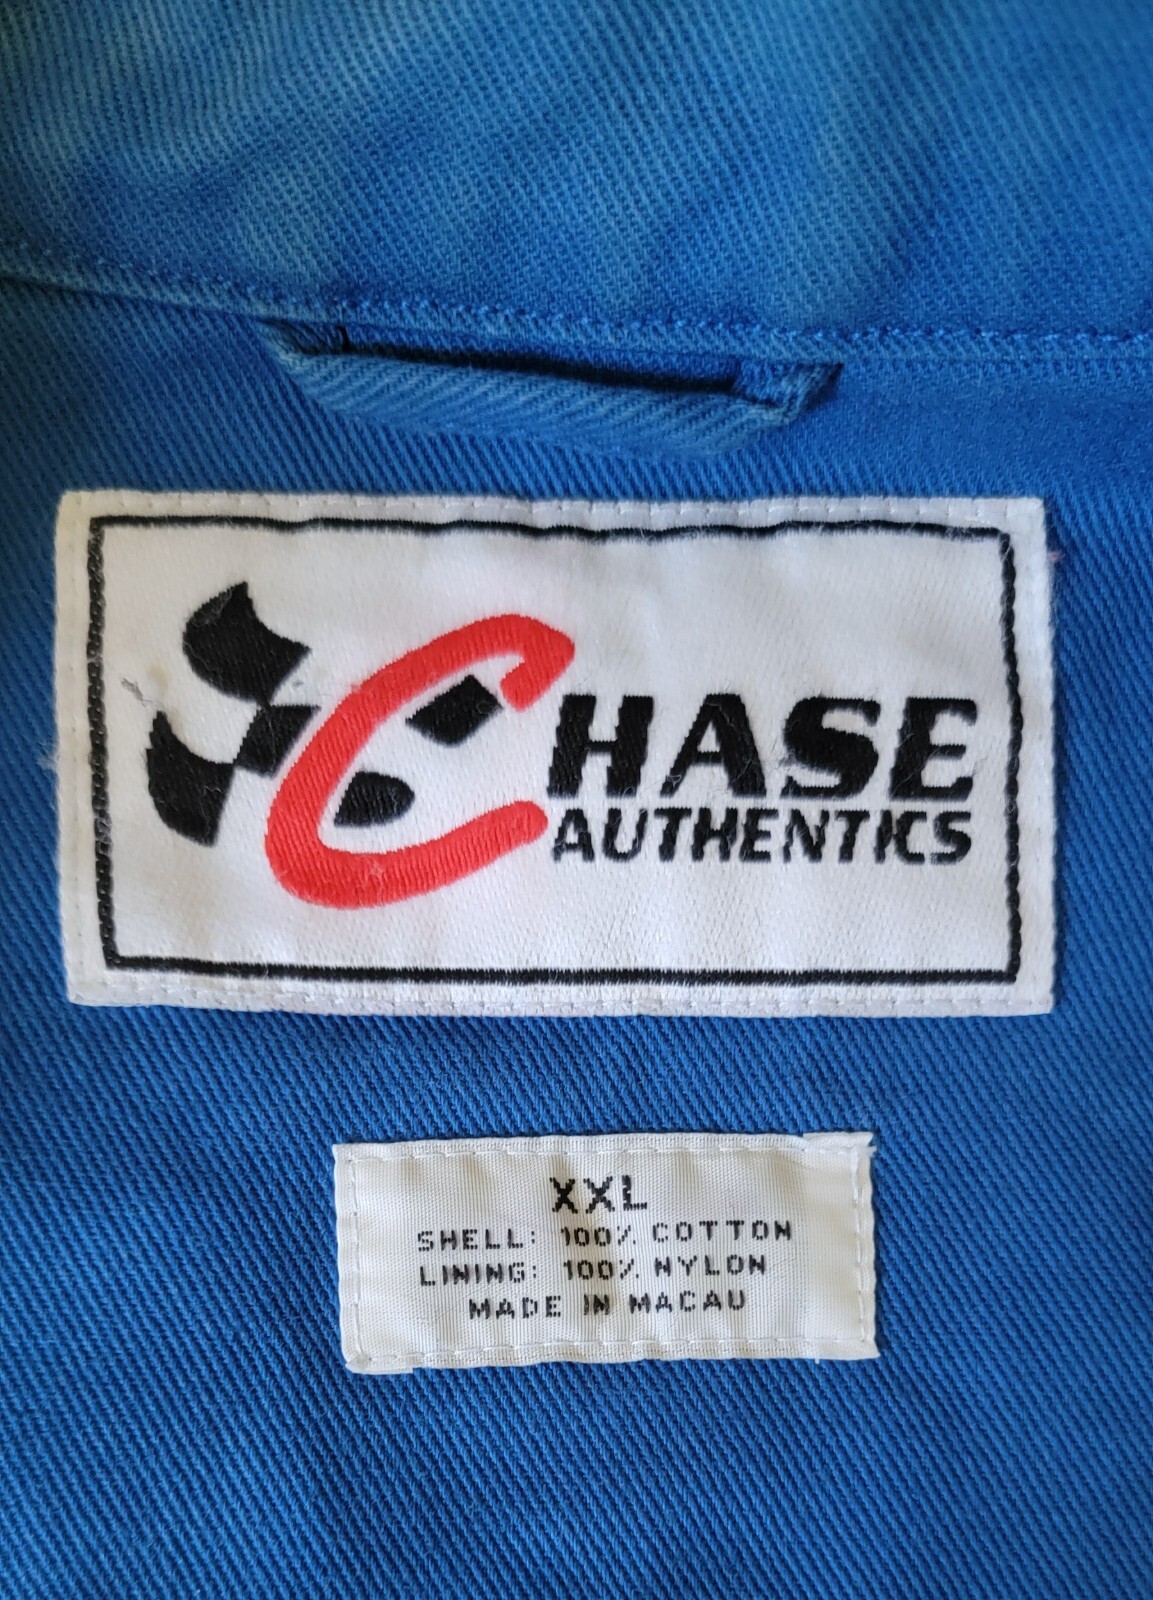 CHASE
AUTHENTICS
XXL
SHELL: 100% COTTON
LINING: 100% NYLON
MADE IN MACAU